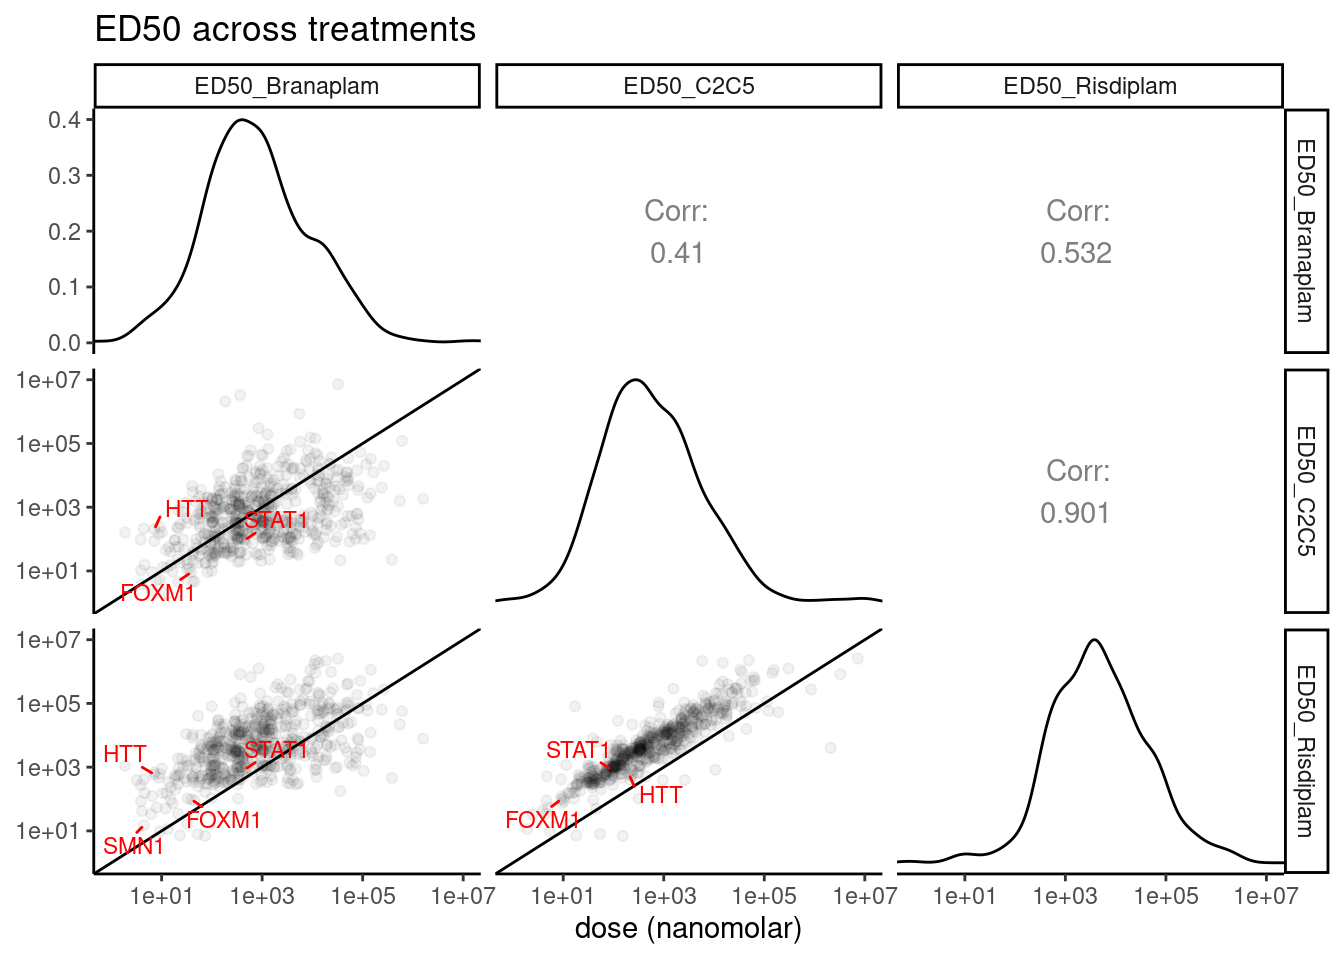 ED50 across treatments
ED50_Branaplam
ED50_C2C5
ED50_Risdiplam
0.4
0.3
0.2
0.1
0.0
Corr:
0.41
Corr:
0.532
ED50_Branaplam
1e+07
1e+05
1e+03
1e+01
HTT
STAT1
FOXM1
Corr:
0.901
ED50_C2C5
1e+07
1e+05
1e+03
1e+01
HTT
STAT1
FOXM1
SMN1
STAT1
HTT
FOXM1
ED50_Risdiplam
1e+01 1e+03 1e+05 1e+07
1e+01 1e+03 1e+05 1e+07
1e+01 1e+03 1e+05 1e+07
dose (nanomolar)